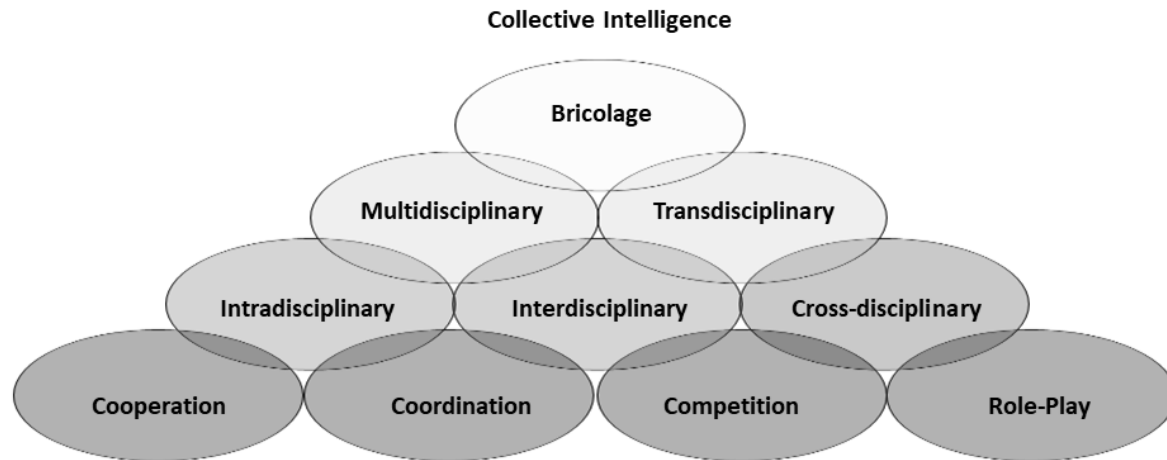 Collective Intelligence
Bricolage
Multidisciplinary Transdisciplinary
Intradisciplinary Interdisciplinary Cross-disciplinary
Cooperation Coordination Competition Role-Play